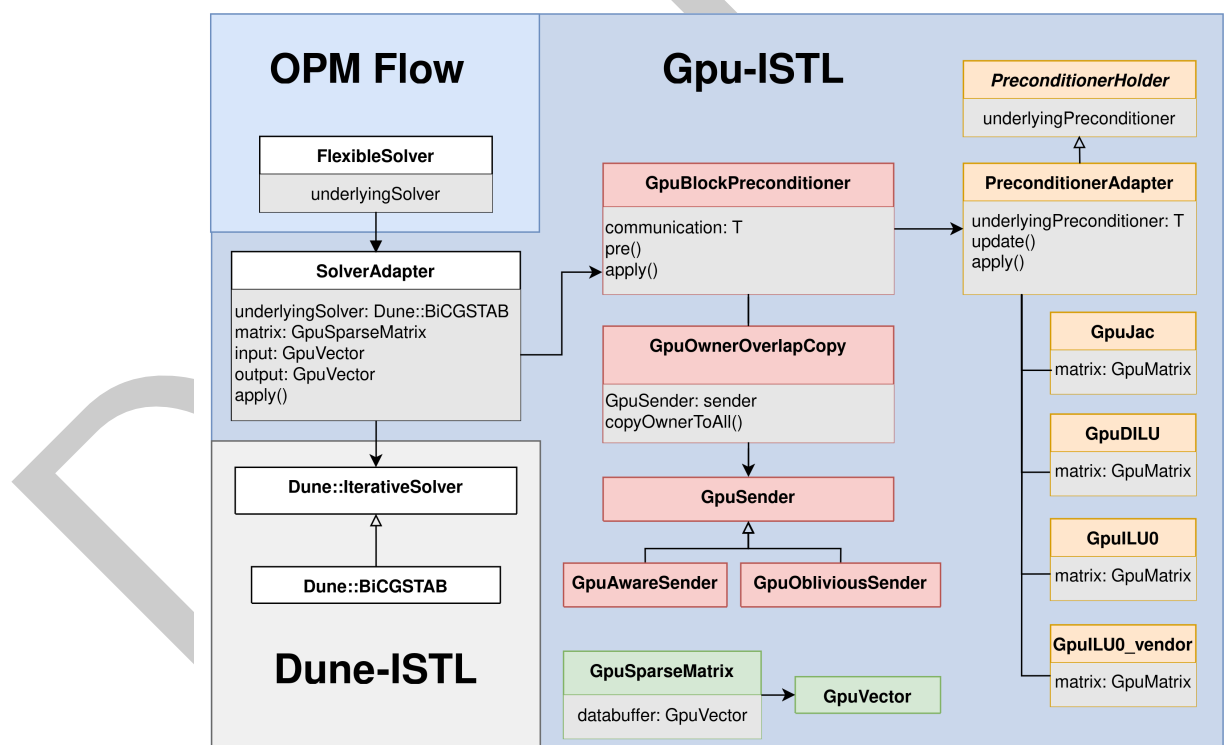 OPM Flow
FlexibleSolver
underlyingSolver
SolverAdapter
underlyingSolver: Dune::BiCGSTAB
matrix: GpuSparseMatrix
input: GpuVector
output: GpuVector
apply()
Dune::IterativeSolver
Dune::BiCGSTAB
Dune-ISTL
Gpu-ISTL
GpuBlockPreconditioner
communication: T
pre()
apply()
GpuOwnerOverlapCopy
GpuSender: sender
copyOwnerToAll()
GpuSender
GpuAwareSender
GpuObliviousSender
GpuSparseMatrix
databuffer: GpuVector
GpuVector
PreconditionerHolder
underlyingPreconditioner
PreconditionerAdapter
underlyingPreconditioner: T
update()
apply()
GpuJac
matrix: GpuMatrix
GpuDILU
matrix: GpuMatrix
GpuILU0
matrix: GpuMatrix
GpuILU0_vendor
matrix: GpuMatrix